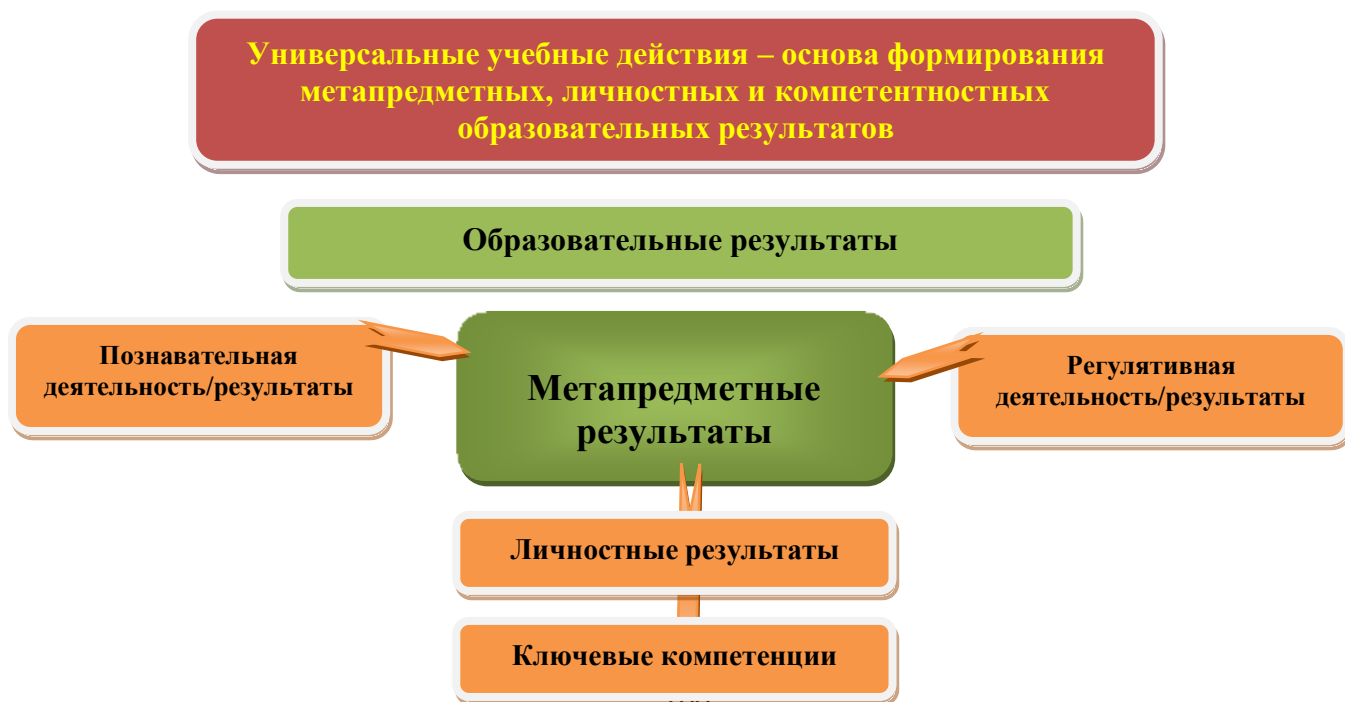 Универсальные учебные действия – основа формирования
метапредметных, личностных и компетентностных
образовательных результатов
Образовательные результаты
Познавательная
деятельность/результаты
Метапредметные
результаты
Регулятивная
деятельность/результаты
Личностные результаты
Ключевые компетенции